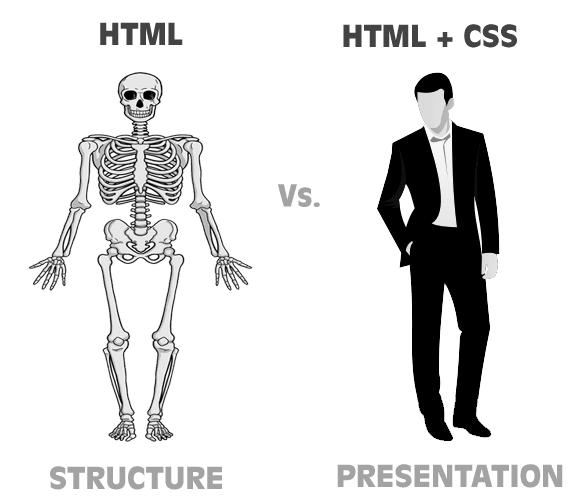 HTML
HTML + CSS
Vs.
STRUCTURE
PRESENTATION